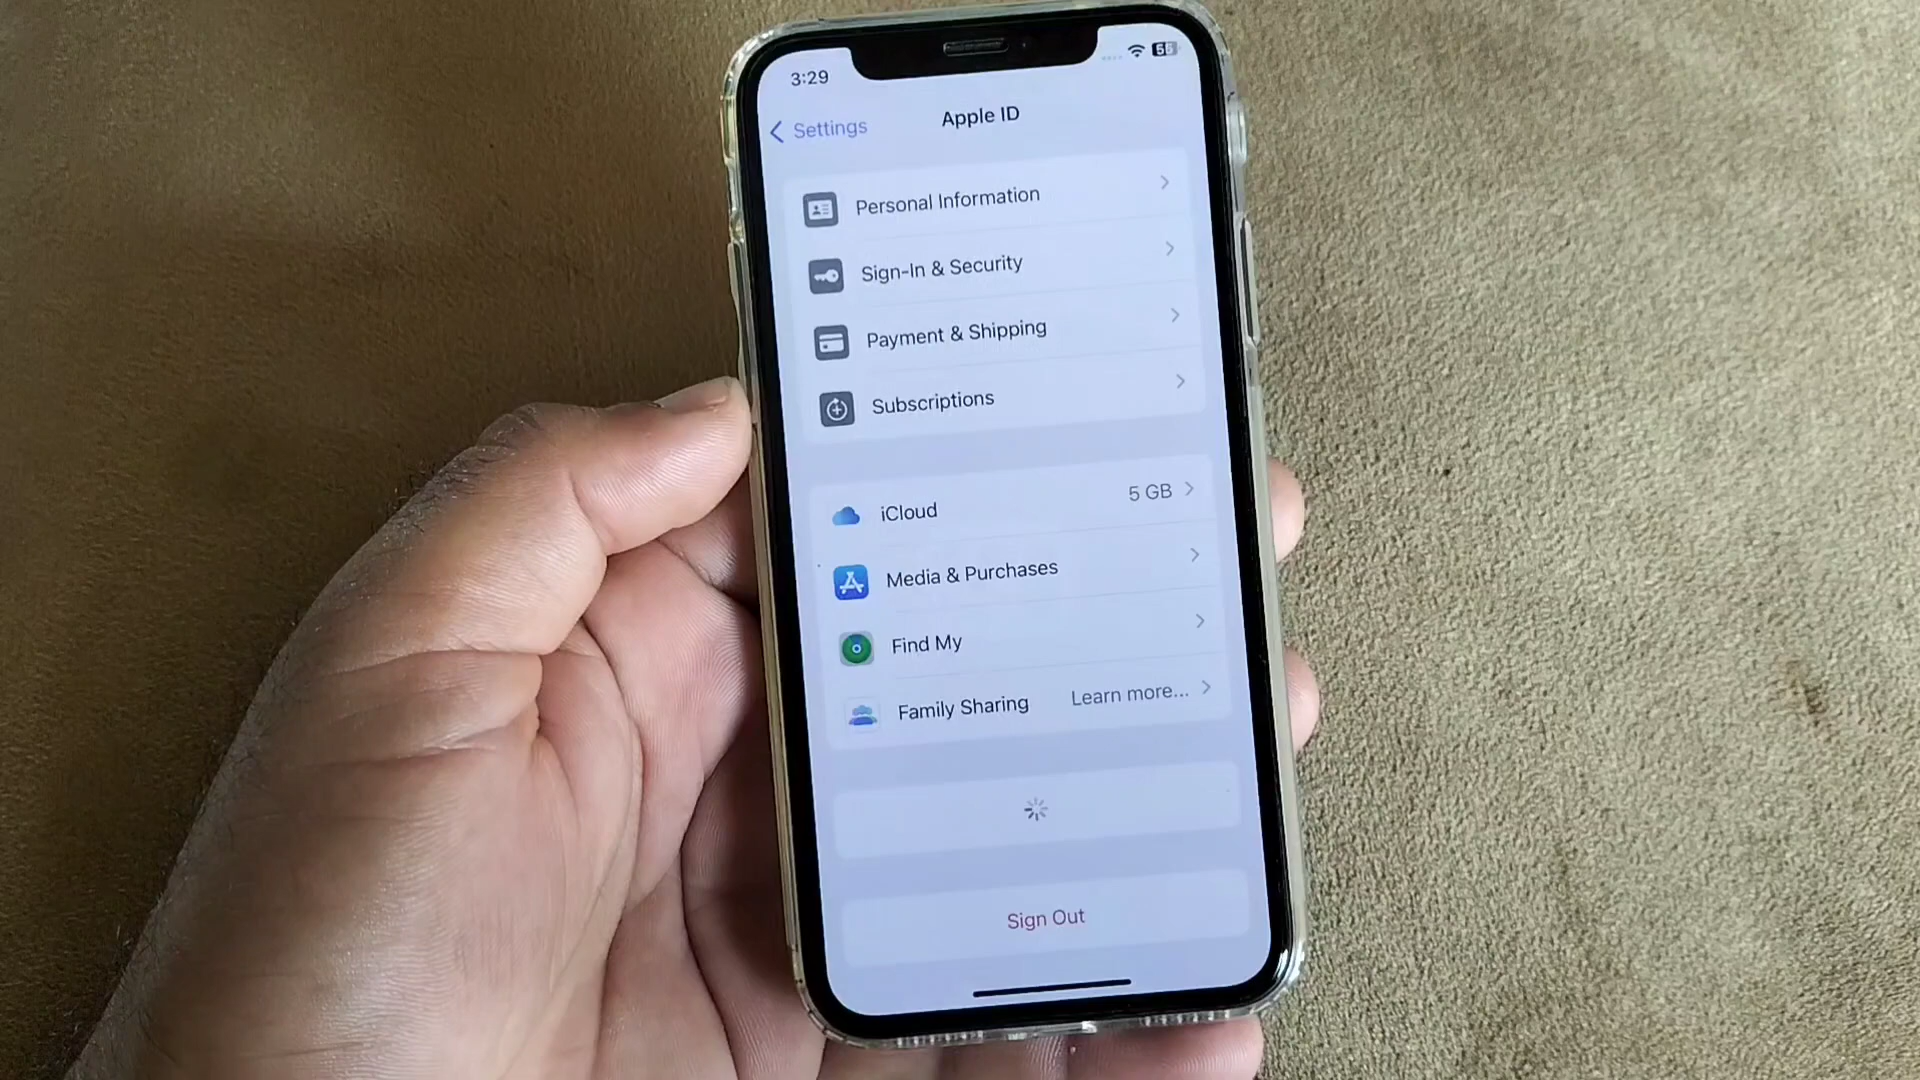 3:29
55
Settings
Apple ID
Personal Information
Sign-In & Security
Payment & Shipping
Subscriptions
iCloud 5 GB
Media & Purchases
Find My
Family Sharing Learn more...
Sign Out